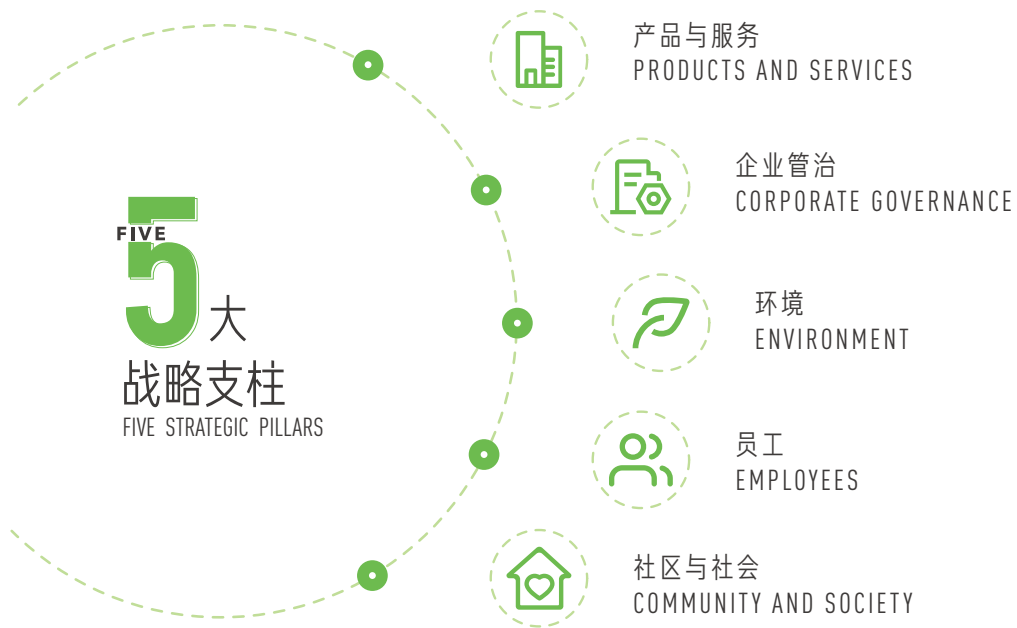 5
FIVE
大
战略支柱
FIVE STRATEGIC PILLARS
产品与服务
PRODUCTS AND SERVICES
企业管治
CORPORATE GOVERNANCE
环境
ENVIRONMENT
员工
EMPLOYEES
社区与社会
COMMUNITY AND SOCIETY